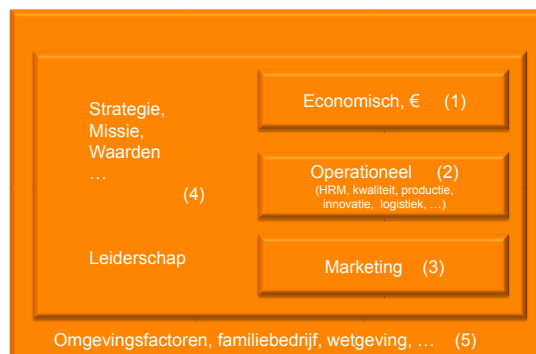 Strategie,
Missie,
Waarden
…
(4)
Leiderschap
Economisch, € (1)
Operationeel (2)
(HRM, kwaliteit, productie,
innovatie, logistiek, …)
Marketing (3)
Omgevingsfactoren, familiebedrijf, wetgeving, … (5)